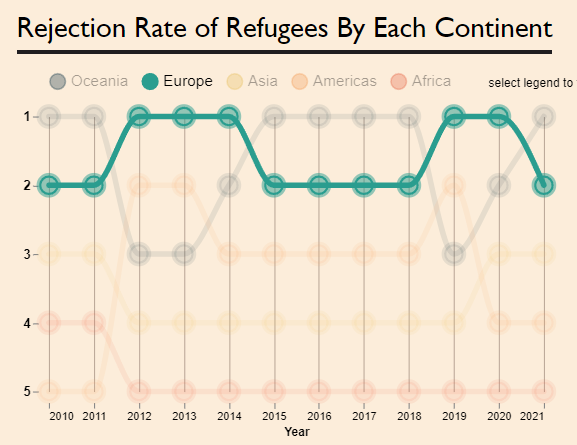 Rejection Rate of Refugees By Each Continent
Oceania Europe Asia Americas Africa select legend to
1
2
3
4
5
2010 2011 2012 2013 2014 2015 2016 2017 2018 2019 2020 2021
Year